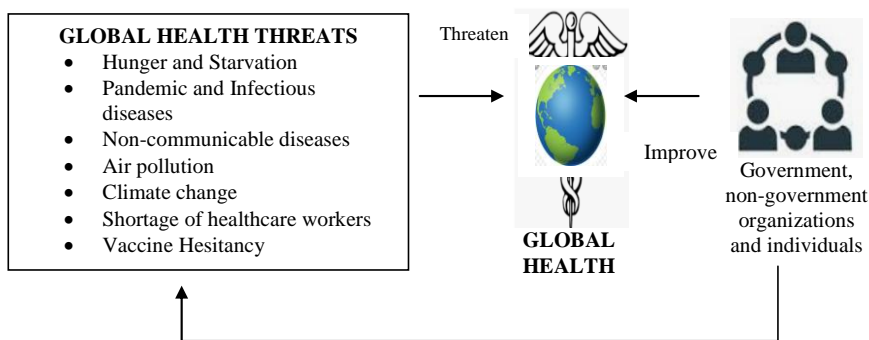 GLOBAL HEALTH THREATS
• Hunger and Starvation
• Pandemic and Infectious
diseases
• Non-communicable diseases
• Air pollution
• Climate change
• Shortage of healthcare workers
• Vaccine Hesitancy
Threaten
GLOBAL
HEALTH
Improve
Government,
non-government
organizations
and individuals